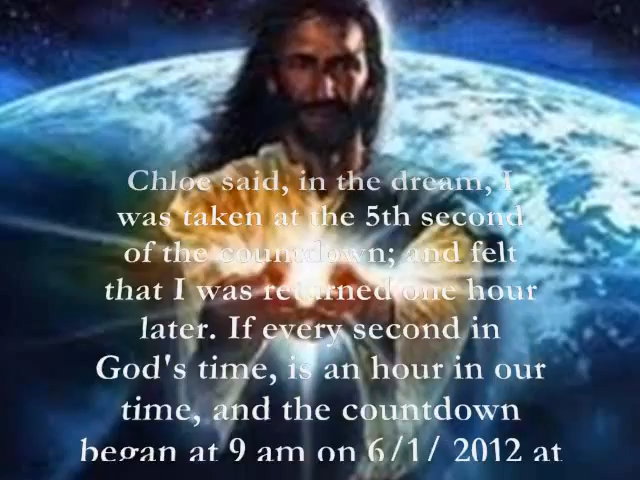 Chloe said, in the dream, I
was taken at the 5th second
of the countdown; and felt
that I was returned one hour
later. If every second in
God's time, is an hour in our
time, and the countdown
began at 9 am on 6/1/ 2012 at